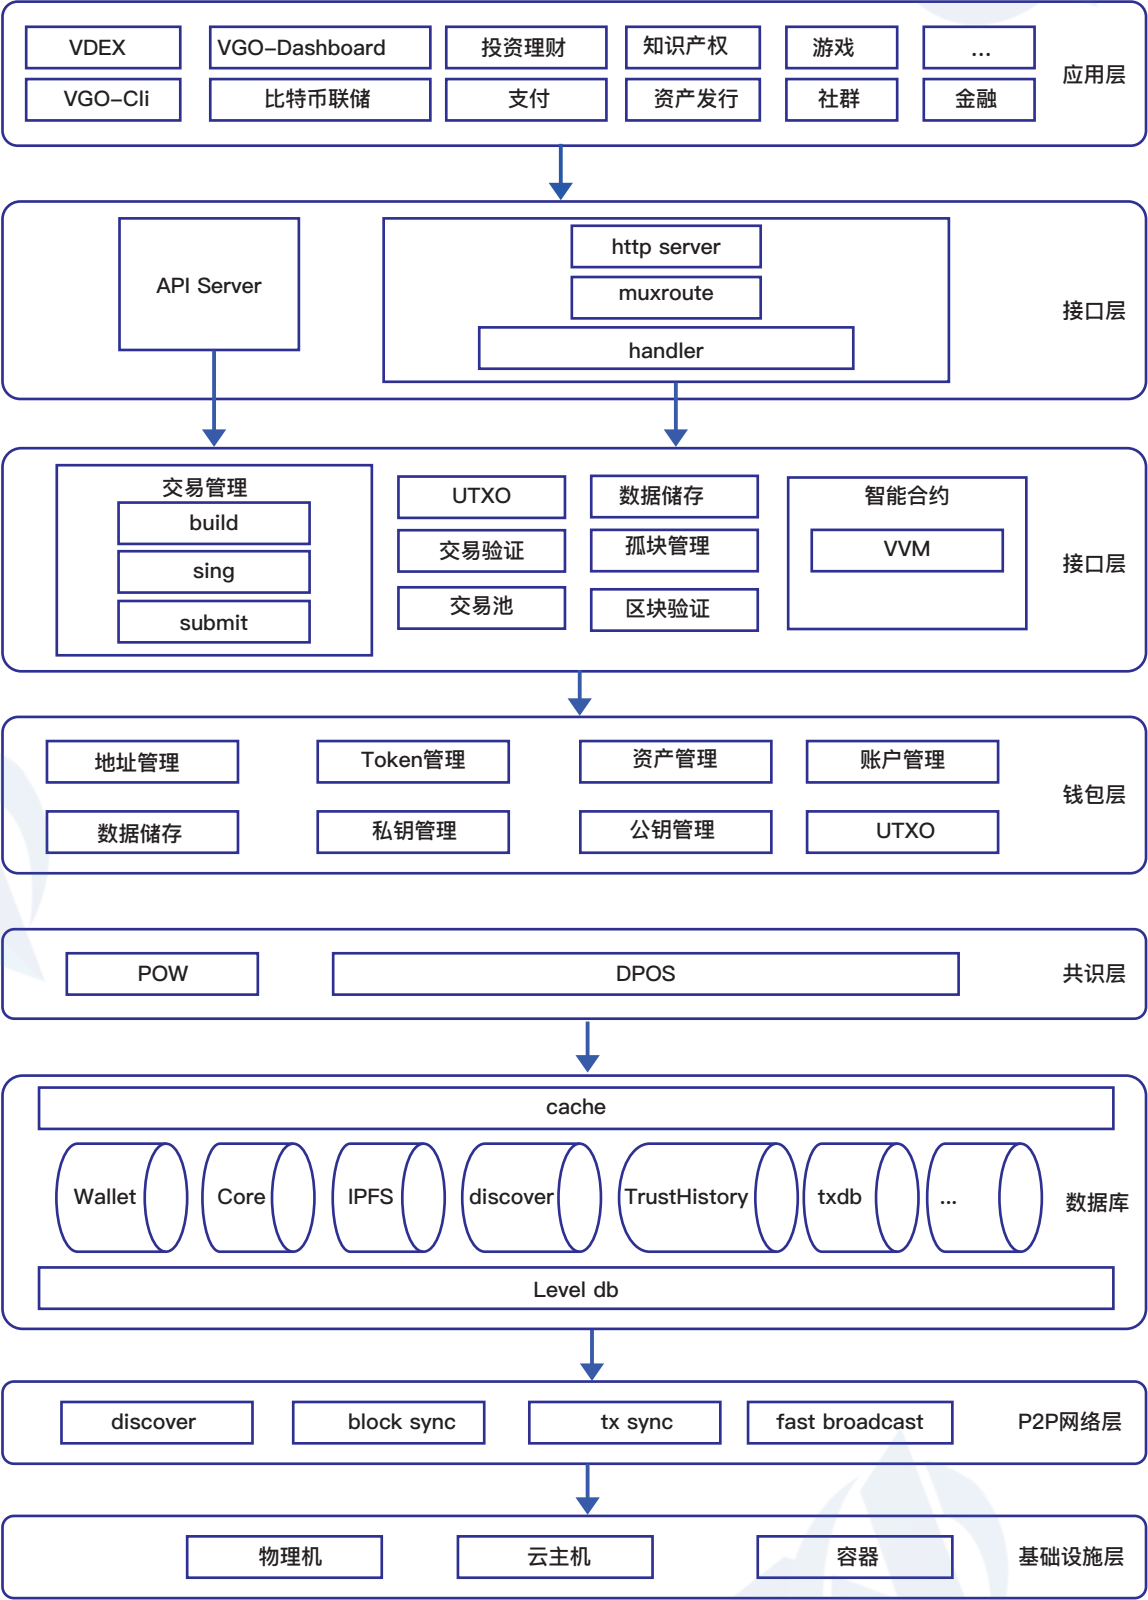 VDEX
VGO-Dashboard
投资理财
知识产权
游戏
...
应用层
VGO-Cli
比特币联储
支付
资产发行
社群
金融
API Server
http server
muxroute
handler
接口层
交易管理
build
sing
submit
UTXO
交易验证
交易池
数据储存
孤块管理
区块验证
智能合约
VVM
接口层
地址管理
Token管理
资产管理
账户管理
钱包层
数据储存
私钥管理
公钥管理
UTXO
POW
DPOS
共识层
cache
Wallet
Core
IPFS
discover
TrustHistory
txdb
...
数据库
Level db
discover
block sync
tx sync
fast broadcast
P2P网络层
物理机
云主机
容器
基础设施层